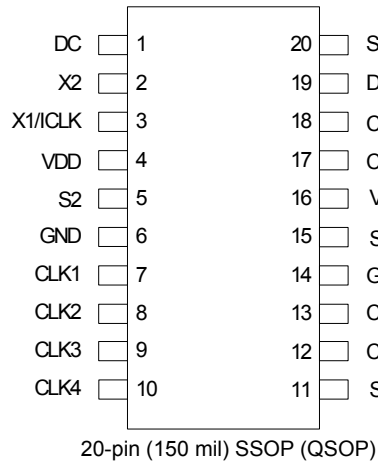 DC 1 20 S
X2 2 19 D
X1/ICLK 3 18 C
VDD 4 17 C
S2 5 16 V
GND 6 15 S
CLK1 7 14 G
CLK2 8 13 C
CLK3 9 12 C
CLK4 10 11 S
20-pin (150 mil) SSOP (QSOP)